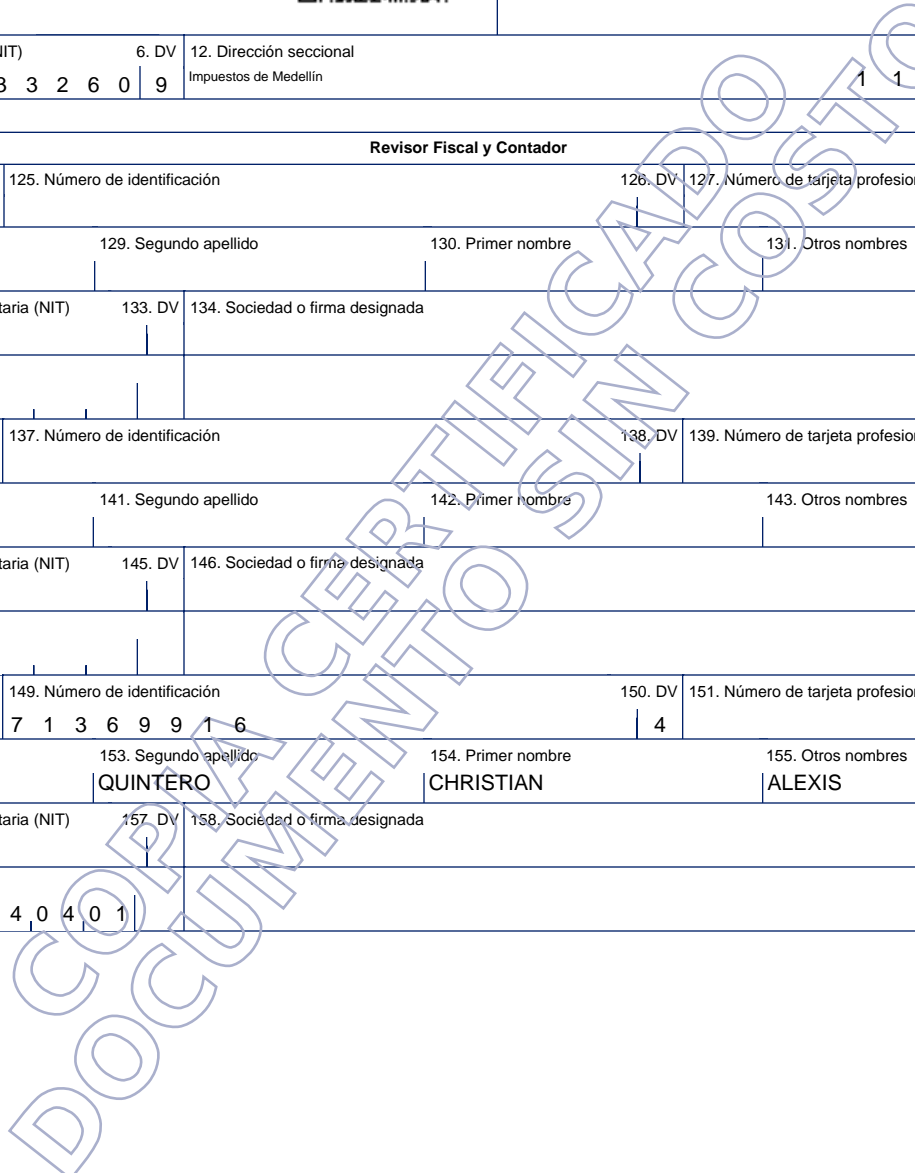 NIT) 6. DV 12. Dirección seccional
3 3 2 6 0 9 Impuestos de Medellín 1 1
Revisor Fiscal y Contador
125. Número de identificación 126. DV 127. Número de tarjeta profesion
129. Segundo apellido 130. Primer nombre 131. Otros nombres
taria (NIT) 133. DV 134. Sociedad o firma designada
137. Número de identificación 138. DV 139. Número de tarjeta profesion
141. Segundo apellido 142. Primer nombre 143. Otros nombres
taria (NIT) 145. DV 146. Sociedad o firma designada
149. Número de identificación 150. DV 151. Número de tarjeta profesion
7 1 3 6 9 9 1 6 4
153. Segundo apellido 154. Primer nombre 155. Otros nombres
QUINTERO CHRISTIAN ALEXIS
taria (NIT) 157. DV 158. Sociedad o firma designada
4 0 4 0 1
COPIA CERTIFICADO
DOCUMENTO SIN COSTO